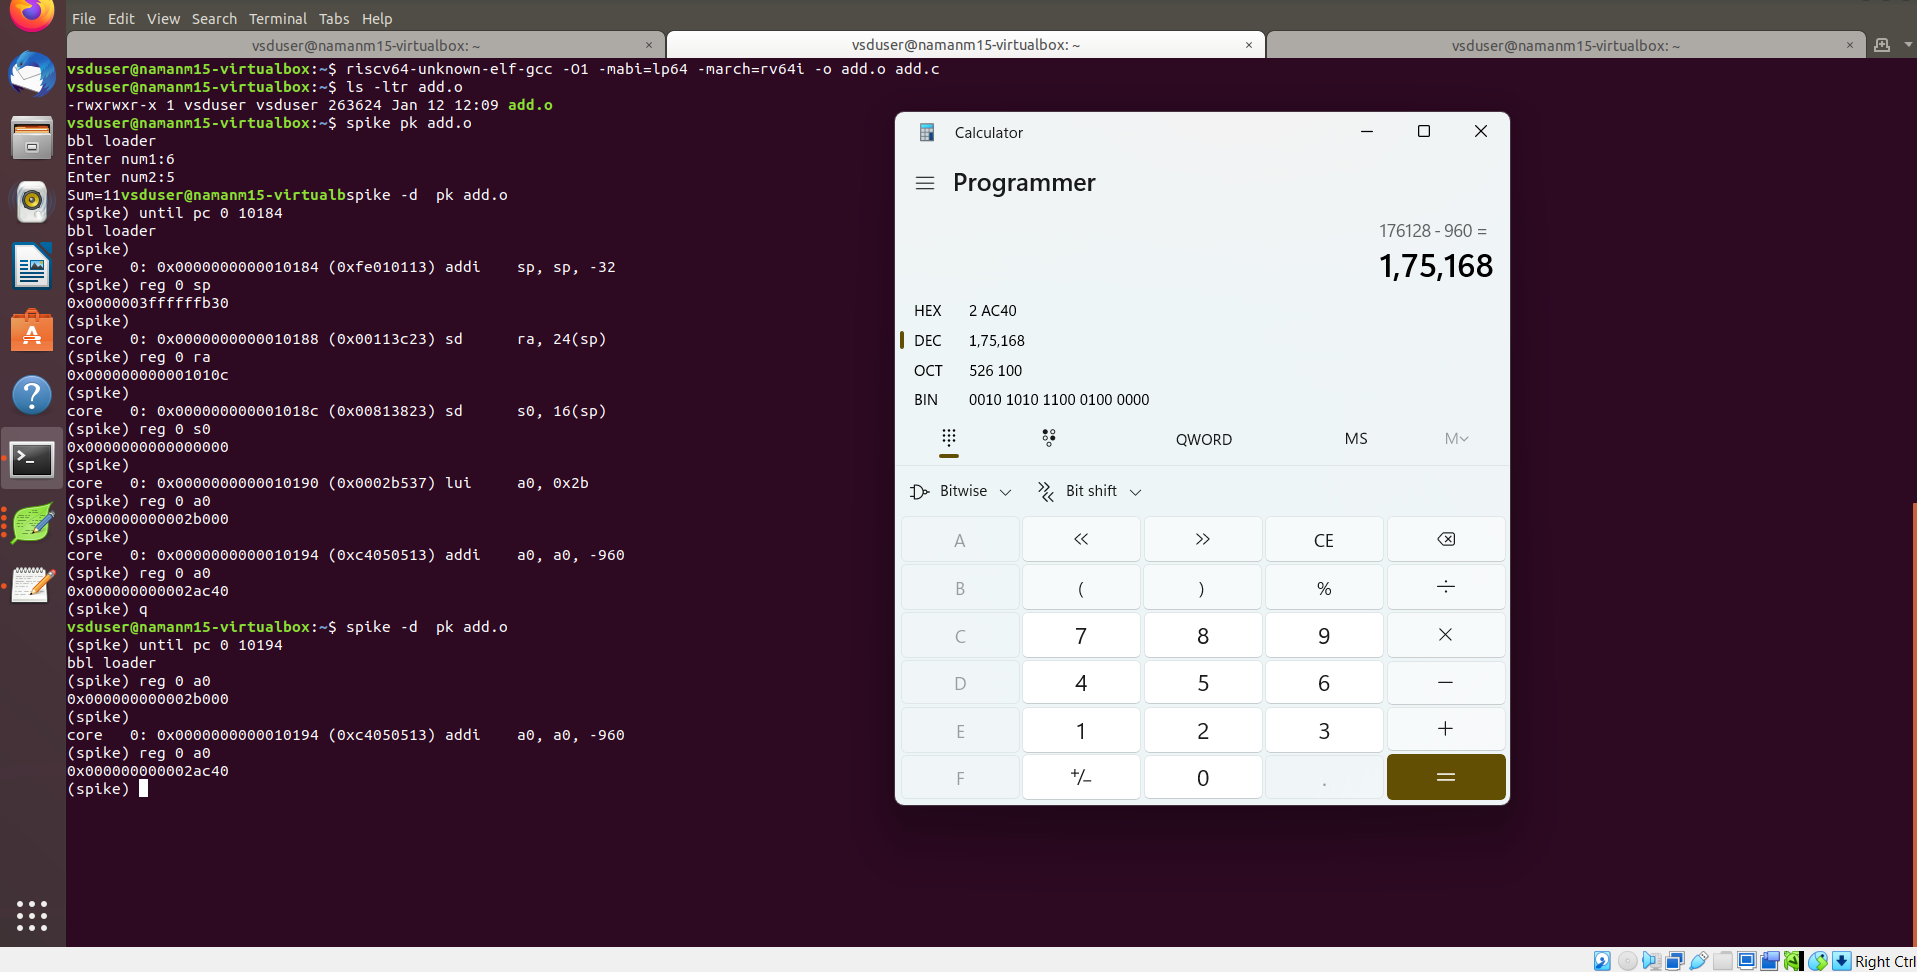 File Edit View Search Terminal Tabs Help
vsduser@namanm15-virtualbox: ~ × vsduser@namanm15-virtualbox: ~ × vsduser@namanm15-virtualbox: ~ ×
vsduser@namanm15-virtualbox:~$ riscv64-unknown-elf-gcc -O1 -mabi=lp64 -march=rv64i -o add.o add.c
vsduser@namanm15-virtualbox:~$ ls -ltr add.o
-rwxrwxr-x 1 vsduser vsduser 263624 Jan 12 12:09 add.o
vsduser@namanm15-virtualbox:~$ spike pk add.o
bbl loader
Enter num1:6
Enter num2:5
Sum=11vsduser@namanm15-virtualbspike -d  pk add.o
(spike) until pc 0 10184
bbl loader
(spike)
core   0: 0x0000000000010184 (0xfe010113) addi    sp, sp, -32
(spike) reg 0 sp
0x0000003ffffffb30
(spike)
core   0: 0x0000000000010188 (0x00113c23) sd      ra, 24(sp)
(spike) reg 0 ra
0x000000000001010c
(spike)
core   0: 0x000000000001018c (0x00813823) sd      s0, 16(sp)
(spike) reg 0 s0
0x0000000000000000
(spike)
core   0: 0x0000000000010190 (0x0002b537) lui     a0, 0x2b
(spike) reg 0 a0
0x000000000002b000
(spike)
core   0: 0x0000000000010194 (0xc4050513) addi    a0, a0, -960
(spike) reg 0 a0
0x000000000002ac40
(spike) q
vsduser@namanm15-virtualbox:~$ spike -d  pk add.o
(spike) until pc 0 10194
bbl loader
(spike) reg 0 a0
0x000000000002b000
(spike)
core   0: 0x0000000000010194 (0xc4050513) addi    a0, a0, -960
(spike) reg 0 a0
0x000000000002ac40
(spike)
Calculator
Programmer
176128 - 960 =
1,75,168
HEX 2 AC40
DEC 1,75,168
OCT 526 100
BIN 0010 1010 1100 0100 0000
QWORD MS M
Bitwise Bit shift
A << >> CE
B ( ) % ÷
C 7 8 9 ×
D 4 5 6 −
E 1 2 3 +
F +/− 0 . =
Right Ctrl